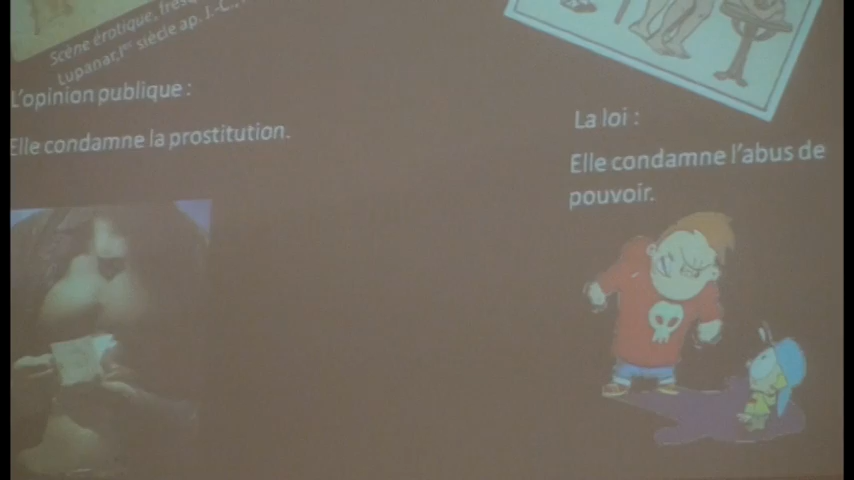 Scène érotique,
Lupanar, Iᵉʳ siècle ap. J.-C.,
L'opinion publique :
Elle condamne la prostitution.
La loi :
Elle condamne l'abus de
pouvoir.